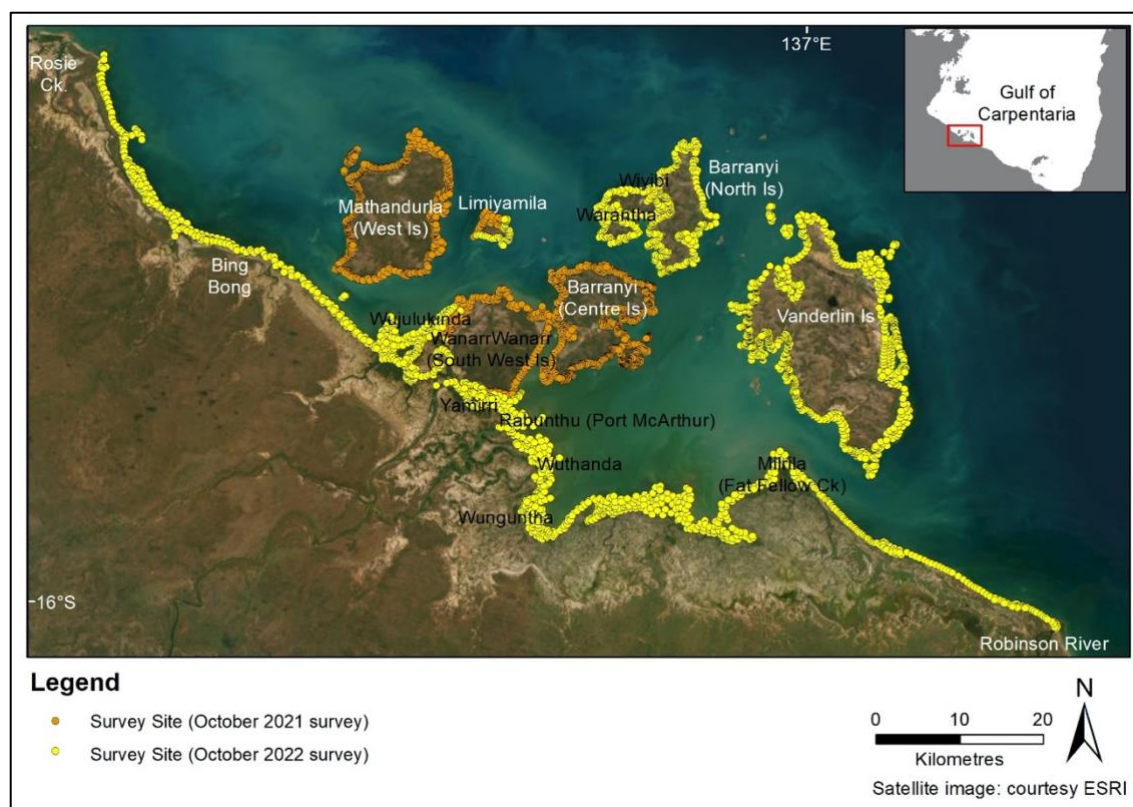 137°E
Rosie
Ck.
Gulf of
Carpentaria
Barranyi
(North Is)
Wiyibi
Warantha
Limiyamila
Mathandurla
(West Is)
Bing
Bong
Barranyi
(Centre Is)
Vanderlin Is
Wujulukinda
WanarrWanarr
(South West Is)
Yamirri
Rabunthu (Port McArthur)
Wuthanda
Milrila
(Fat Fellow Ck)
Wunguntha
16°S
Robinson River
Legend
Survey Site (October 2021 survey)
Survey Site (October 2022 survey)
N
0 10 20
Kilometres
Satellite image: courtesy ESRI